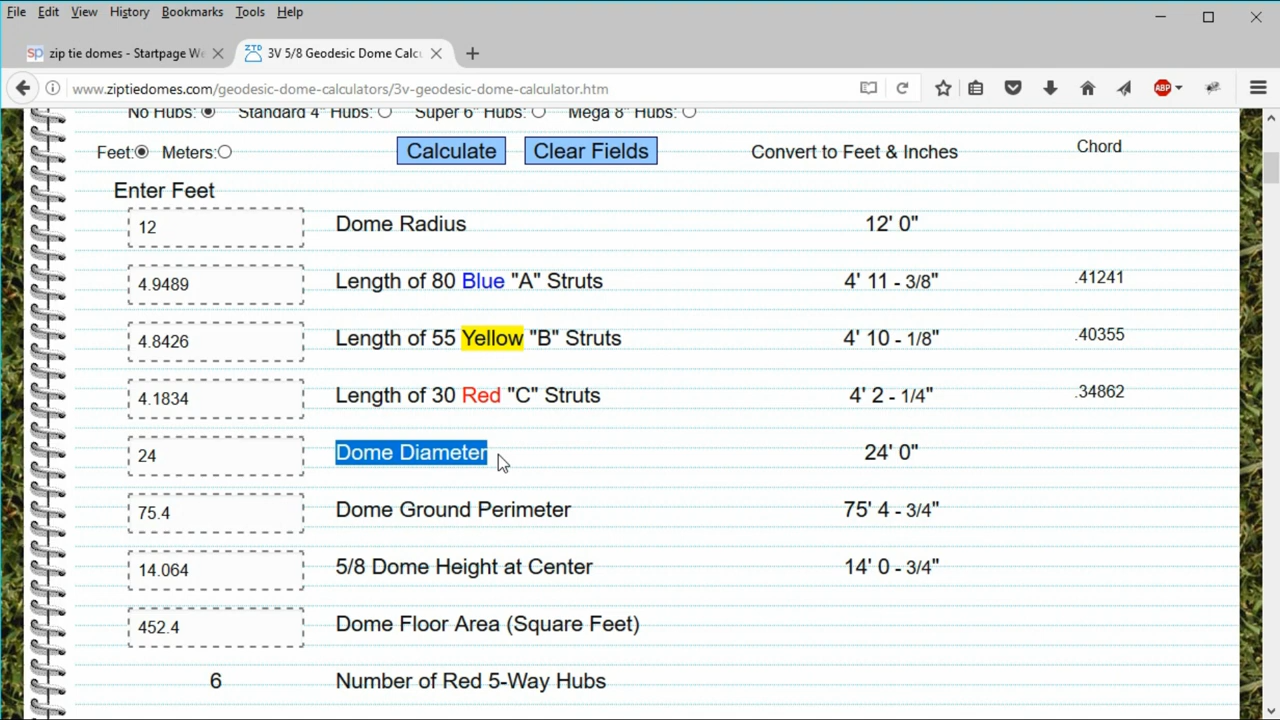 File Edit View History Bookmarks Tools Help
sp zip tie domes - Startpage We
ZTD 3V 5/8 Geodesic Dome Calcu
www.ziptiedomes.com/geodesic-dome-calculators/3v-geodesic-dome-calculator.htm
ABP
No Hubs: Standard 4" Hubs: Super 6" Hubs: Mega 8" Hubs:
Feet: Meters: Calculate Clear Fields Convert to Feet & Inches Chord
Enter Feet
12 Dome Radius 12' 0"
4.9489 Length of 80 Blue "A" Struts 4' 11 - 3/8" .41241
4.8426 Length of 55 Yellow "B" Struts 4' 10 - 1/8" .40355
4.1834 Length of 30 Red "C" Struts 4' 2 - 1/4" .34862
24 Dome Diameter 24' 0"
75.4 Dome Ground Perimeter 75' 4 - 3/4"
14.064 5/8 Dome Height at Center 14' 0 - 3/4"
452.4 Dome Floor Area (Square Feet)
6 Number of Red 5-Way Hubs